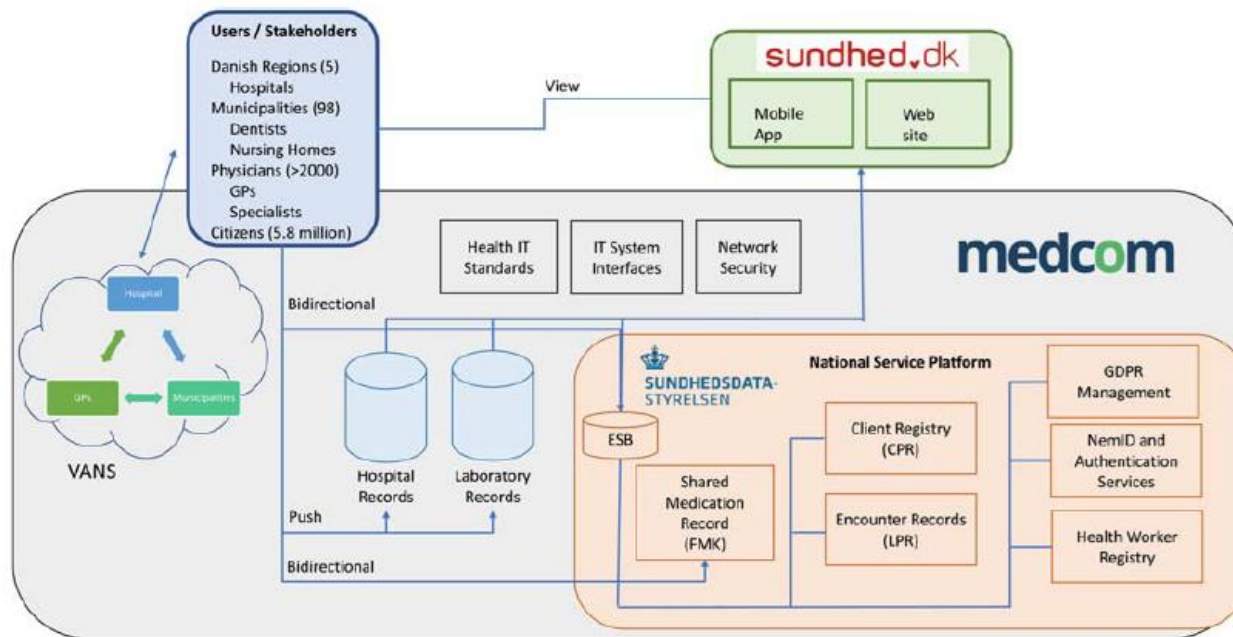 Users / Stakeholders
Danish Regions (5)
Hospitals
Municipalities (98)
Dentists
Nursing Homes
Physicians (>2000)
GPs
Specialists
Citizens (5.8 million)
View
sundhed.dk
Mobile
App
Web
site
Health IT
Standards
IT System
Interfaces
Network
Security
medcom
Hospital
GPs
Municipalities
VANS
Bidirectional
Hospital
Records
Laboratory
Records
Push
Bidirectional
SUNDHEDSDATA-
STYRELSEN
National Service Platform
ESB
Shared
Medication
Record
(FMK)
Client Registry
(CPR)
Encounter Records
(LPR)
GDPR
Management
NemID and
Authentication
Services
Health Worker
Registry